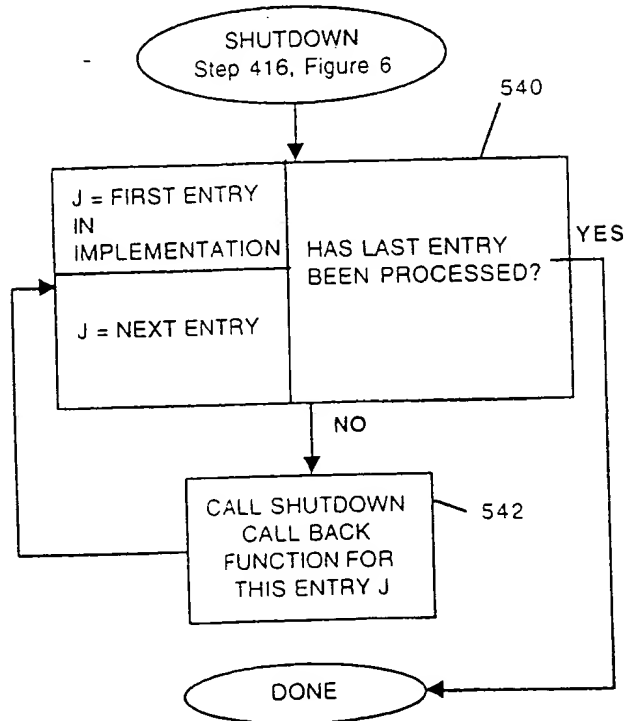 SHUTDOWN
Step 416, Figure 6
540
J = FIRST ENTRY
IN
IMPLEMENTATION
HAS LAST ENTRY
BEEN PROCESSED?
YES
J = NEXT ENTRY
NO
CALL SHUTDOWN
CALL BACK
FUNCTION FOR
THIS ENTRY J
542
DONE